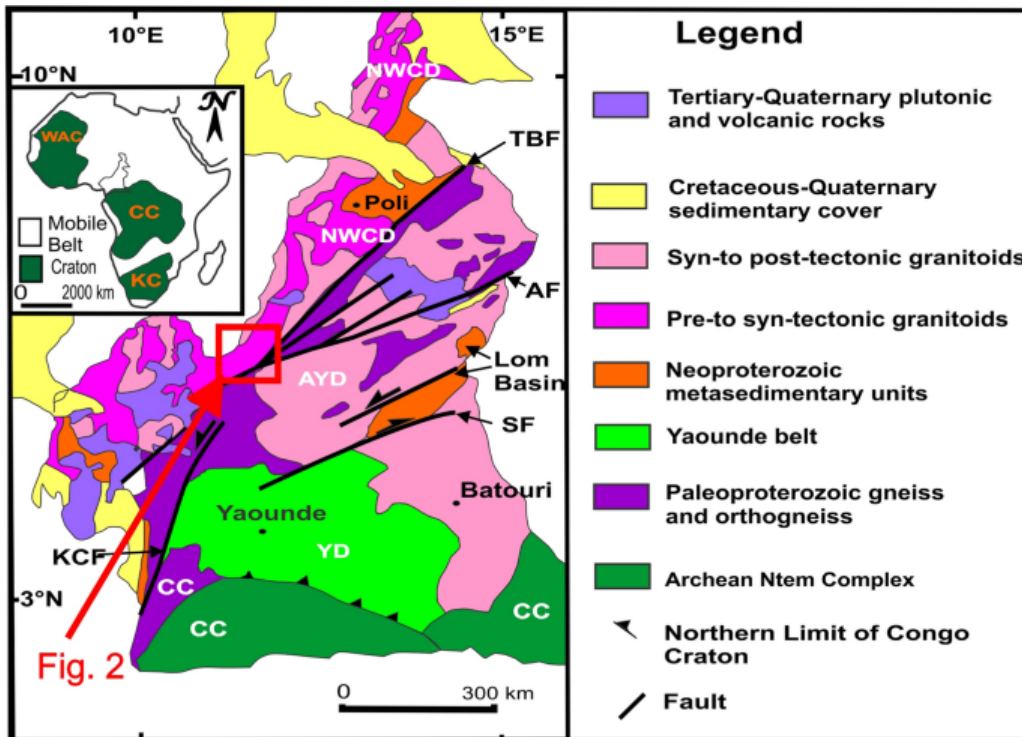 10°E
15°E
10°N
NWCD
N
WAC
CC
KC
Mobile
Belt
Craton
0
2000 km
TBF
Poli
NWCD
AF
AYD
Lom
Basin
SF
Batouri
Yaounde
YD
KCF
CC
3°N
CC
CC
Fig. 2
0
300 km
Legend
Tertiary-Quaternary plutonic
and volcanic rocks
Cretaceous-Quaternary
sedimentary cover
Syn-to post-tectonic granitoids
Pre-to syn-tectonic granitoids
Neoproterozoic
metasedimentary units
Yaounde belt
Paleoproterozoic gneiss
and orthogneiss
Archean Ntem Complex
Northern Limit of Congo
Craton
Fault